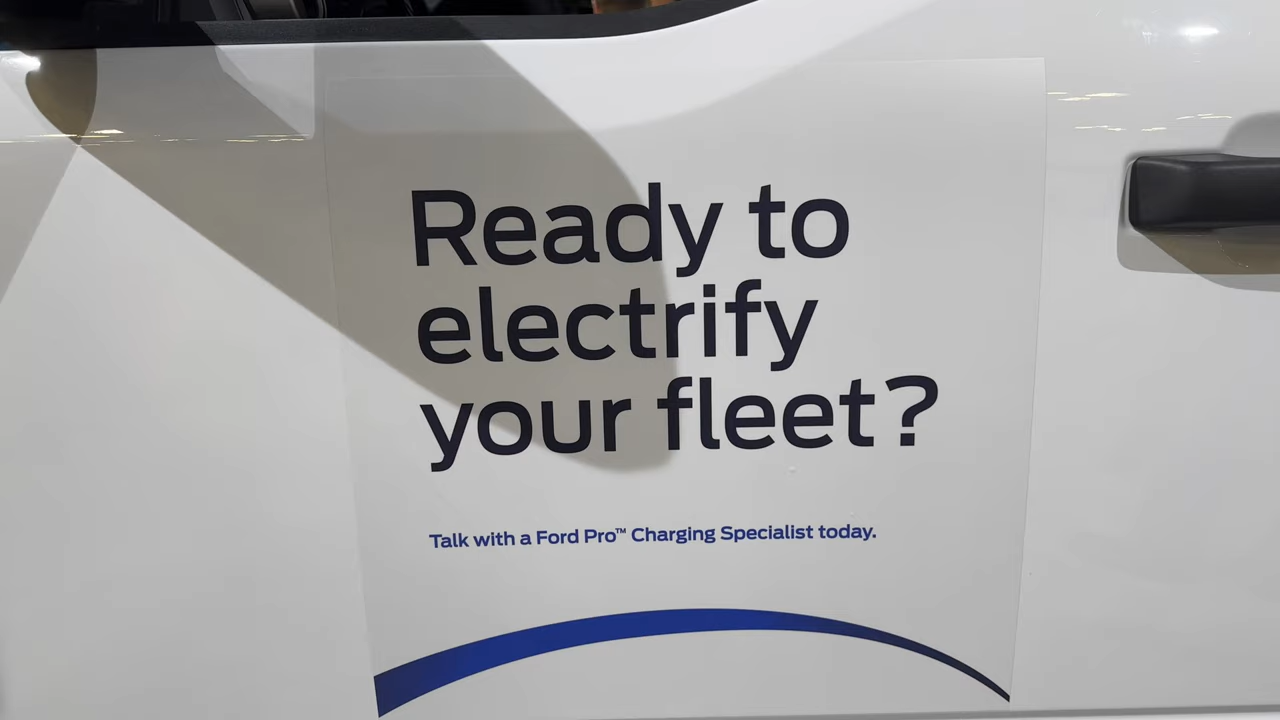 Ready to
electrify
your fleet?
Talk with a Ford Pro™ Charging Specialist today.